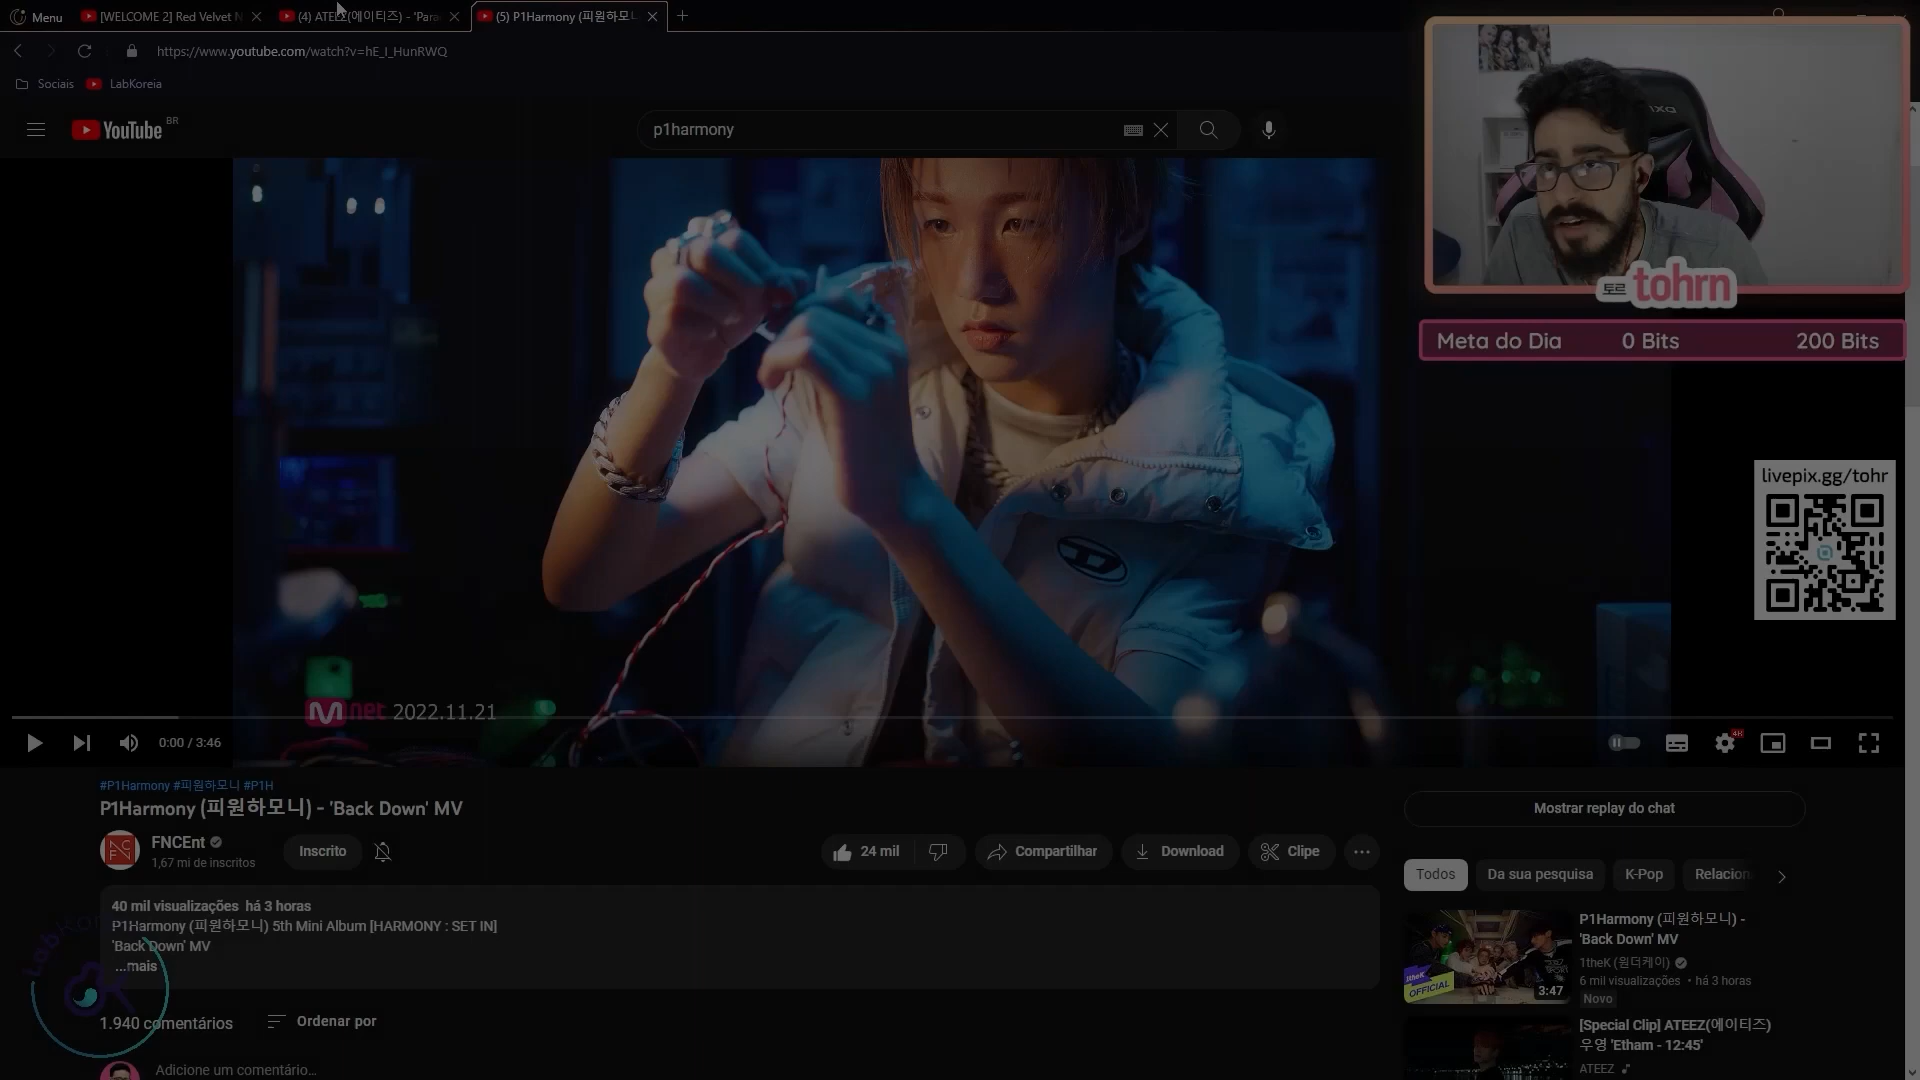 Menu
[WELCOME 2] Red Velvet N
(4) ATEEZ(에이티즈) - 'Para
(5) P1Harmony (피원하모니
https://www.youtube.com/watch?v=hE_I_HunRWQ
Sociais
LabKoreia
YouTube BR
p1harmony
토르 tohrn
Meta do Dia 0 Bits 200 Bits
livepix.gg/tohr
Mnet 2022.11.21
0:00 / 3:46
4K
#P1Harmony #피원하모니 #P1H
P1Harmony (피원하모니) - 'Back Down' MV
FNCEnt
1,67 mi de inscritos
Inscrito
24 mil
Compartilhar
Download
Clipe
40 mil visualizações há 3 horas
P1Harmony (피원하모니) 5th Mini Album [HARMONY : SET IN]
'Back Down' MV
...mais
1.940 comentários
Ordenar por
Adicione um comentário...
Mostrar replay do chat
Todos
Da sua pesquisa
K-Pop
Relacion
P1Harmony (피원하모니) -
'Back Down' MV
1theK (원더케이)
6 mil visualizações • há 3 horas
Novo
1theK
OFFICIAL
3:47
[Special Clip] ATEEZ(에이티즈)
우영 'Etham - 12:45'
ATEEZ